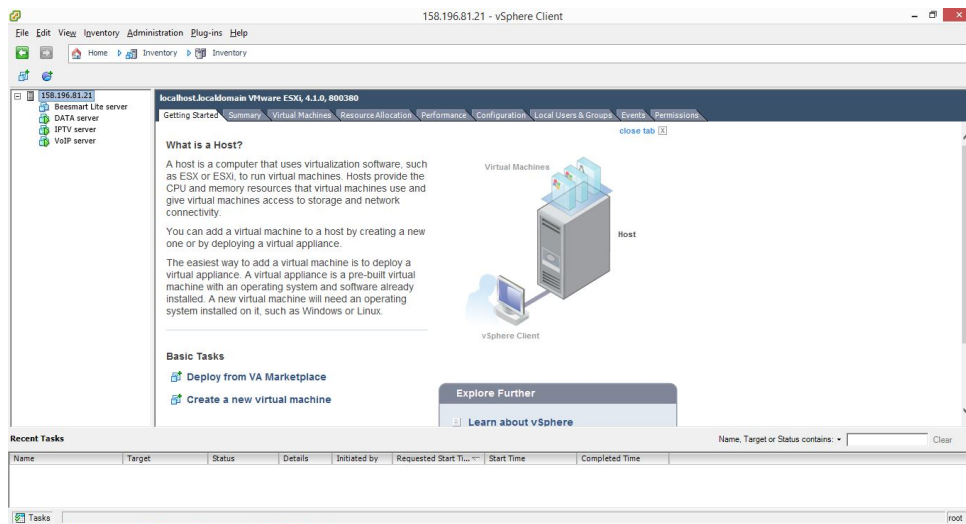 158.196.81.21 - vSphere Client
File Edit View Inventory Administration Plug-ins Help
Home Inventory Inventory
158.196.81.21
Beesmart Lite server
DATA server
IPTV server
VoIP server
localhost.localdomain VMware ESXi, 4.1.0, 800380
Getting Started Summary Virtual Machines Resource Allocation Performance Configuration Local Users & Groups Events Permissions
close tab X
What is a Host?
A host is a computer that uses virtualization software, such
as ESX or ESXi, to run virtual machines. Hosts provide the
CPU and memory resources that virtual machines use and
give virtual machines access to storage and network
connectivity.
You can add a virtual machine to a host by creating a new
one or by deploying a virtual appliance.
The easiest way to add a virtual machine is to deploy a
virtual appliance. A virtual appliance is a pre-built virtual
machine with an operating system and software already
installed. A new virtual machine will need an operating
system installed on it, such as Windows or Linux.
Virtual Machines
Host
vSphere Client
Basic Tasks
Deploy from VA Marketplace
Create a new virtual machine
Explore Further
Learn about vSphere
Recent Tasks
Name, Target or Status contains:
Clear
Name Target Status Details Initiated by Requested Start Ti... Start Time Completed Time
Tasks
root